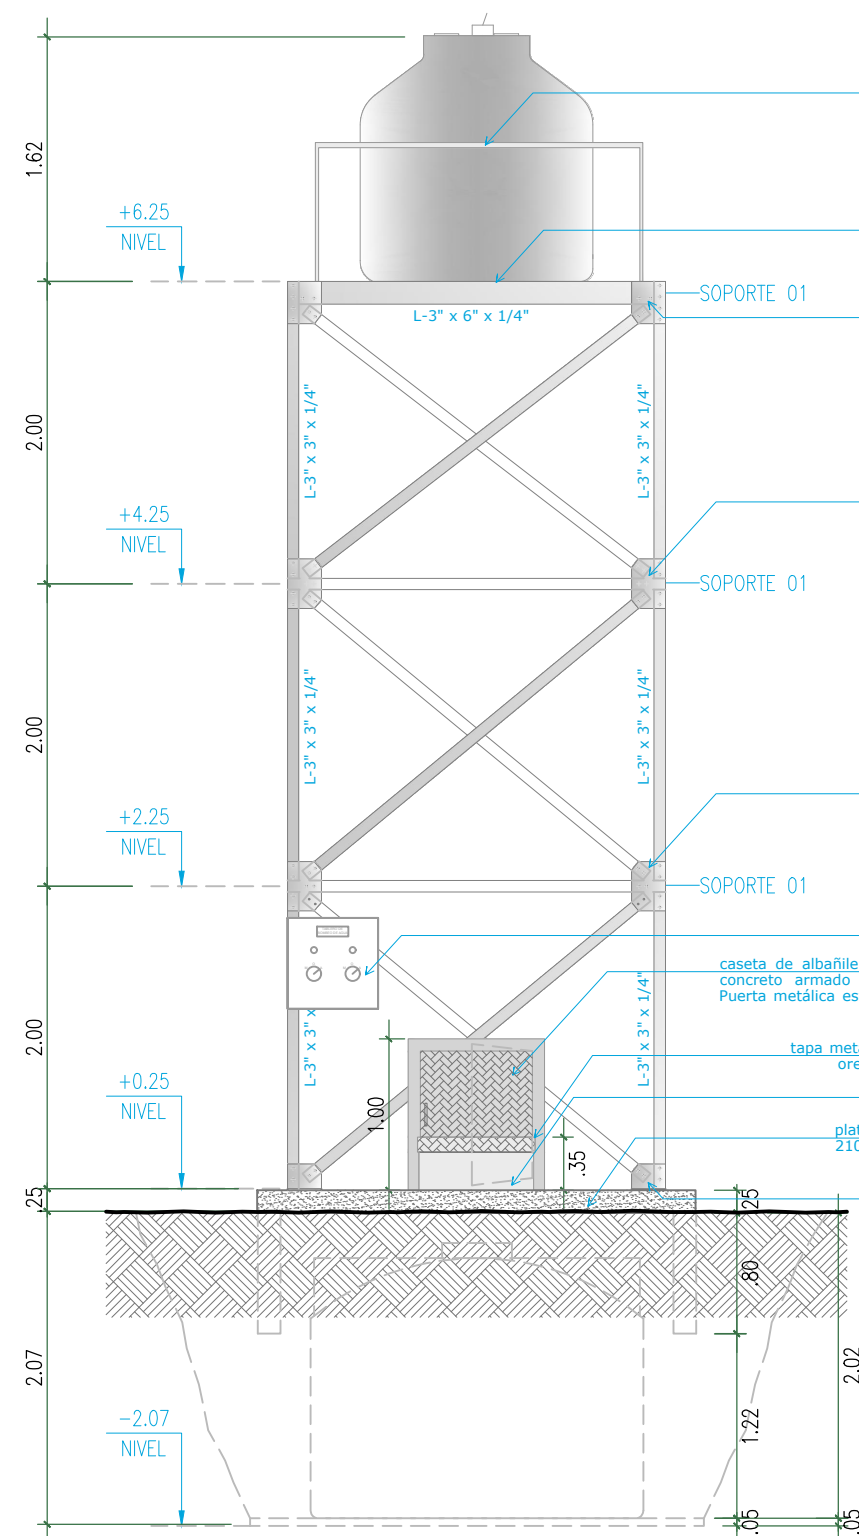 1.62
+6.25
NIVEL
SOPORTE 01
L-3" x 6" x 1/4"
L-3" x 3" x 1/4"
L-3" x 3" x 1/4"
2.00
+4.25
NIVEL
SOPORTE 01
L-3" x 3" x 1/4"
L-3" x 3" x 1/4"
2.00
+2.25
NIVEL
SOPORTE 01
caseta de albañile
concreto armado
Puerta metálica es
L-3" x 3" x
L-3" x 3" x 1/4"
2.00
tapa meta
ore
+0.25
NIVEL
1.00
.35
plat
210
.25
.25
.80
2.07
2.02
1.22
-2.07
NIVEL
.05
.05